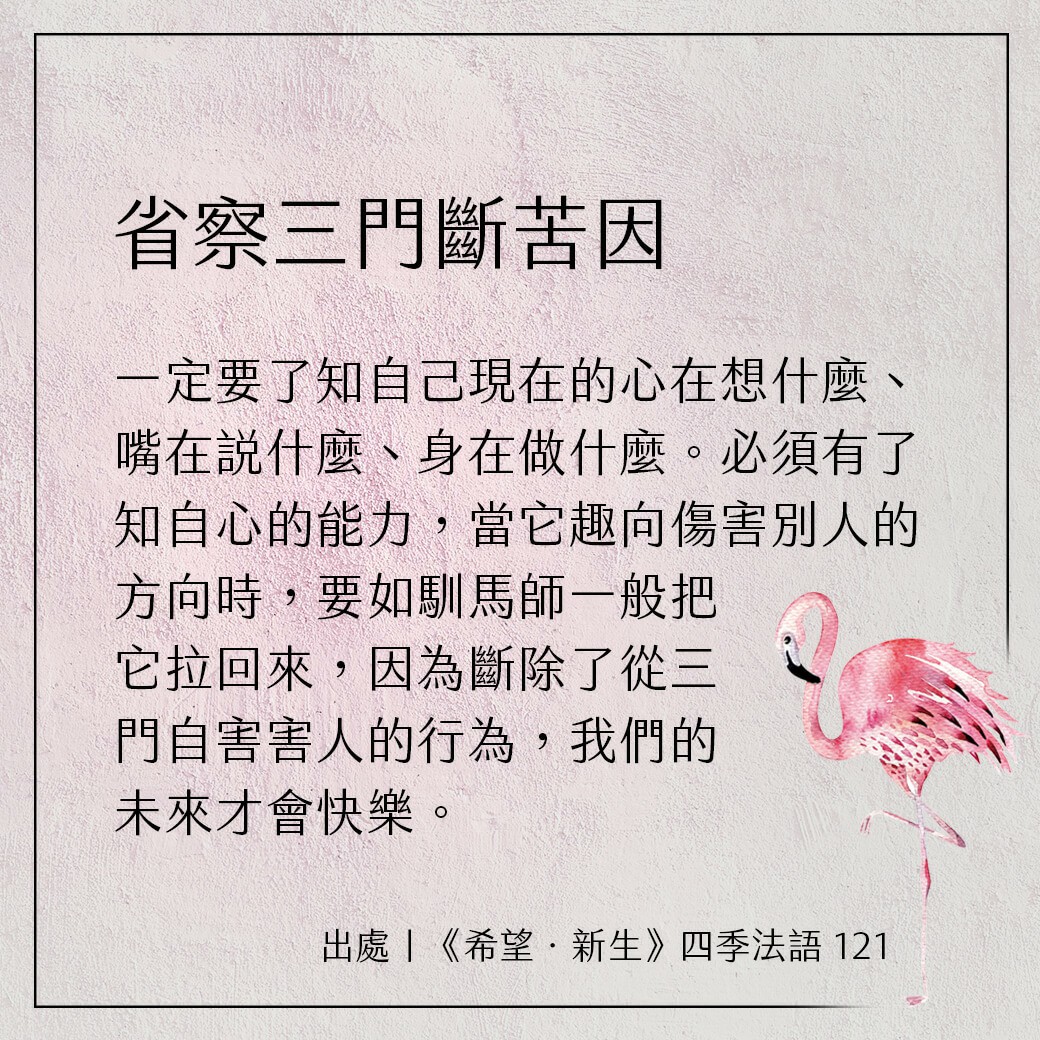 省察三門斷苦因
一定要了知自己現在的心在想什麼、
嘴在説什麼、身在做什麼。必須有了
知自心的能力，當它趣向傷害別人的
方向時，要如馴馬師一般把
它拉回來，因為斷除了從三
門自害害人的行為，我們的
未來才會快樂。
出處｜《希望．新生》四季法語 121